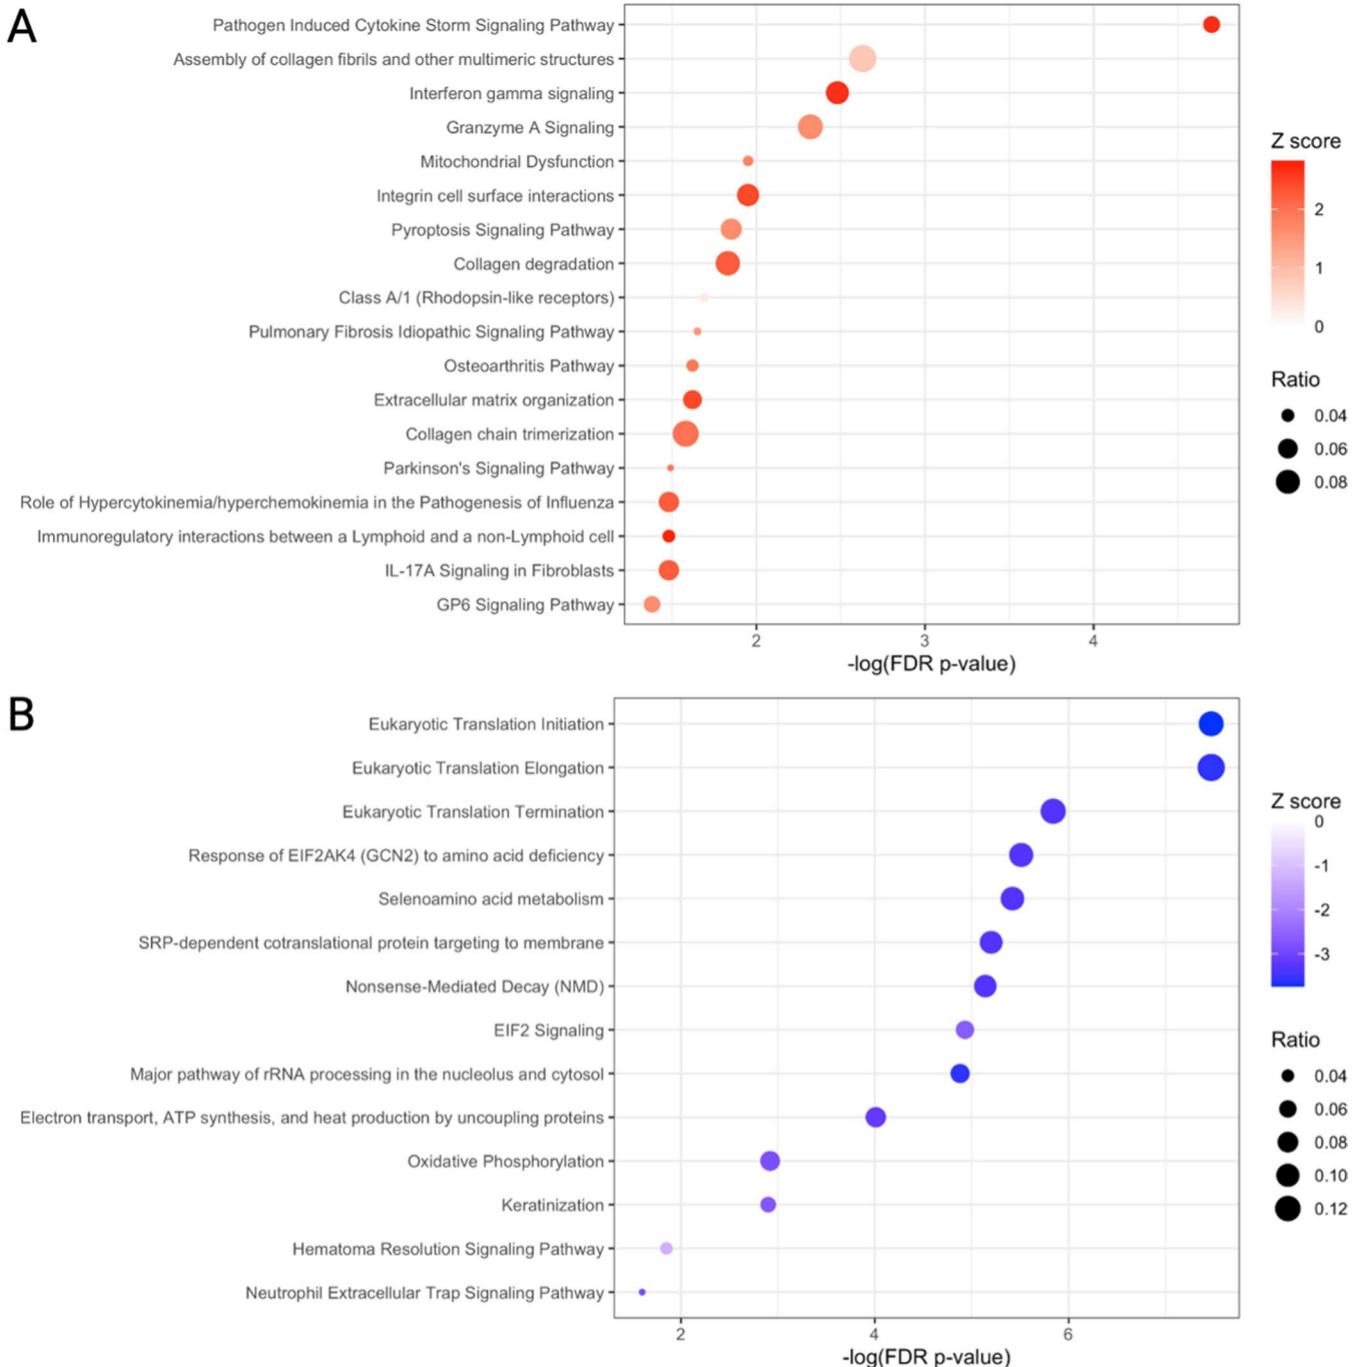 A
Pathogen Induced Cytokine Storm Signaling Pathway
Assembly of collagen fibrils and other multimeric structures
Interferon gamma signaling
Granzyme A Signaling
Mitochondrial Dysfunction
Integrin cell surface interactions
Pyroptosis Signaling Pathway
Collagen degradation
Class A/1 (Rhodopsin-like receptors)
Pulmonary Fibrosis Idiopathic Signaling Pathway
Osteoarthritis Pathway
Extracellular matrix organization
Collagen chain trimerization
Parkinson's Signaling Pathway
Role of Hypercytokinemia/hyperchemokinemia in the Pathogenesis of Influenza
Immunoregulatory interactions between a Lymphoid and a non-Lymphoid cell
IL-17A Signaling in Fibroblasts
GP6 Signaling Pathway
2 3 4
-log(FDR p-value)
Z score
2
1
0
Ratio
0.04
0.06
0.08
B
Eukaryotic Translation Initiation
Eukaryotic Translation Elongation
Eukaryotic Translation Termination
Response of EIF2AK4 (GCN2) to amino acid deficiency
Selenoamino acid metabolism
SRP-dependent cotranslational protein targeting to membrane
Nonsense-Mediated Decay (NMD)
EIF2 Signaling
Major pathway of rRNA processing in the nucleolus and cytosol
Electron transport, ATP synthesis, and heat production by uncoupling proteins
Oxidative Phosphorylation
Keratinization
Hematoma Resolution Signaling Pathway
Neutrophil Extracellular Trap Signaling Pathway
2 4 6
-log(FDR p-value)
Z score
0
-1
-2
-3
Ratio
0.04
0.06
0.08
0.10
0.12